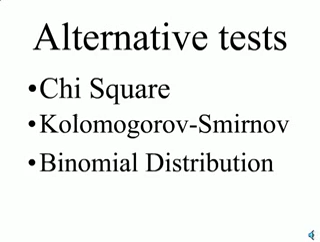 Alternative tests
•Chi Square
•Kolomogorov-Smirnov
•Binomial Distribution